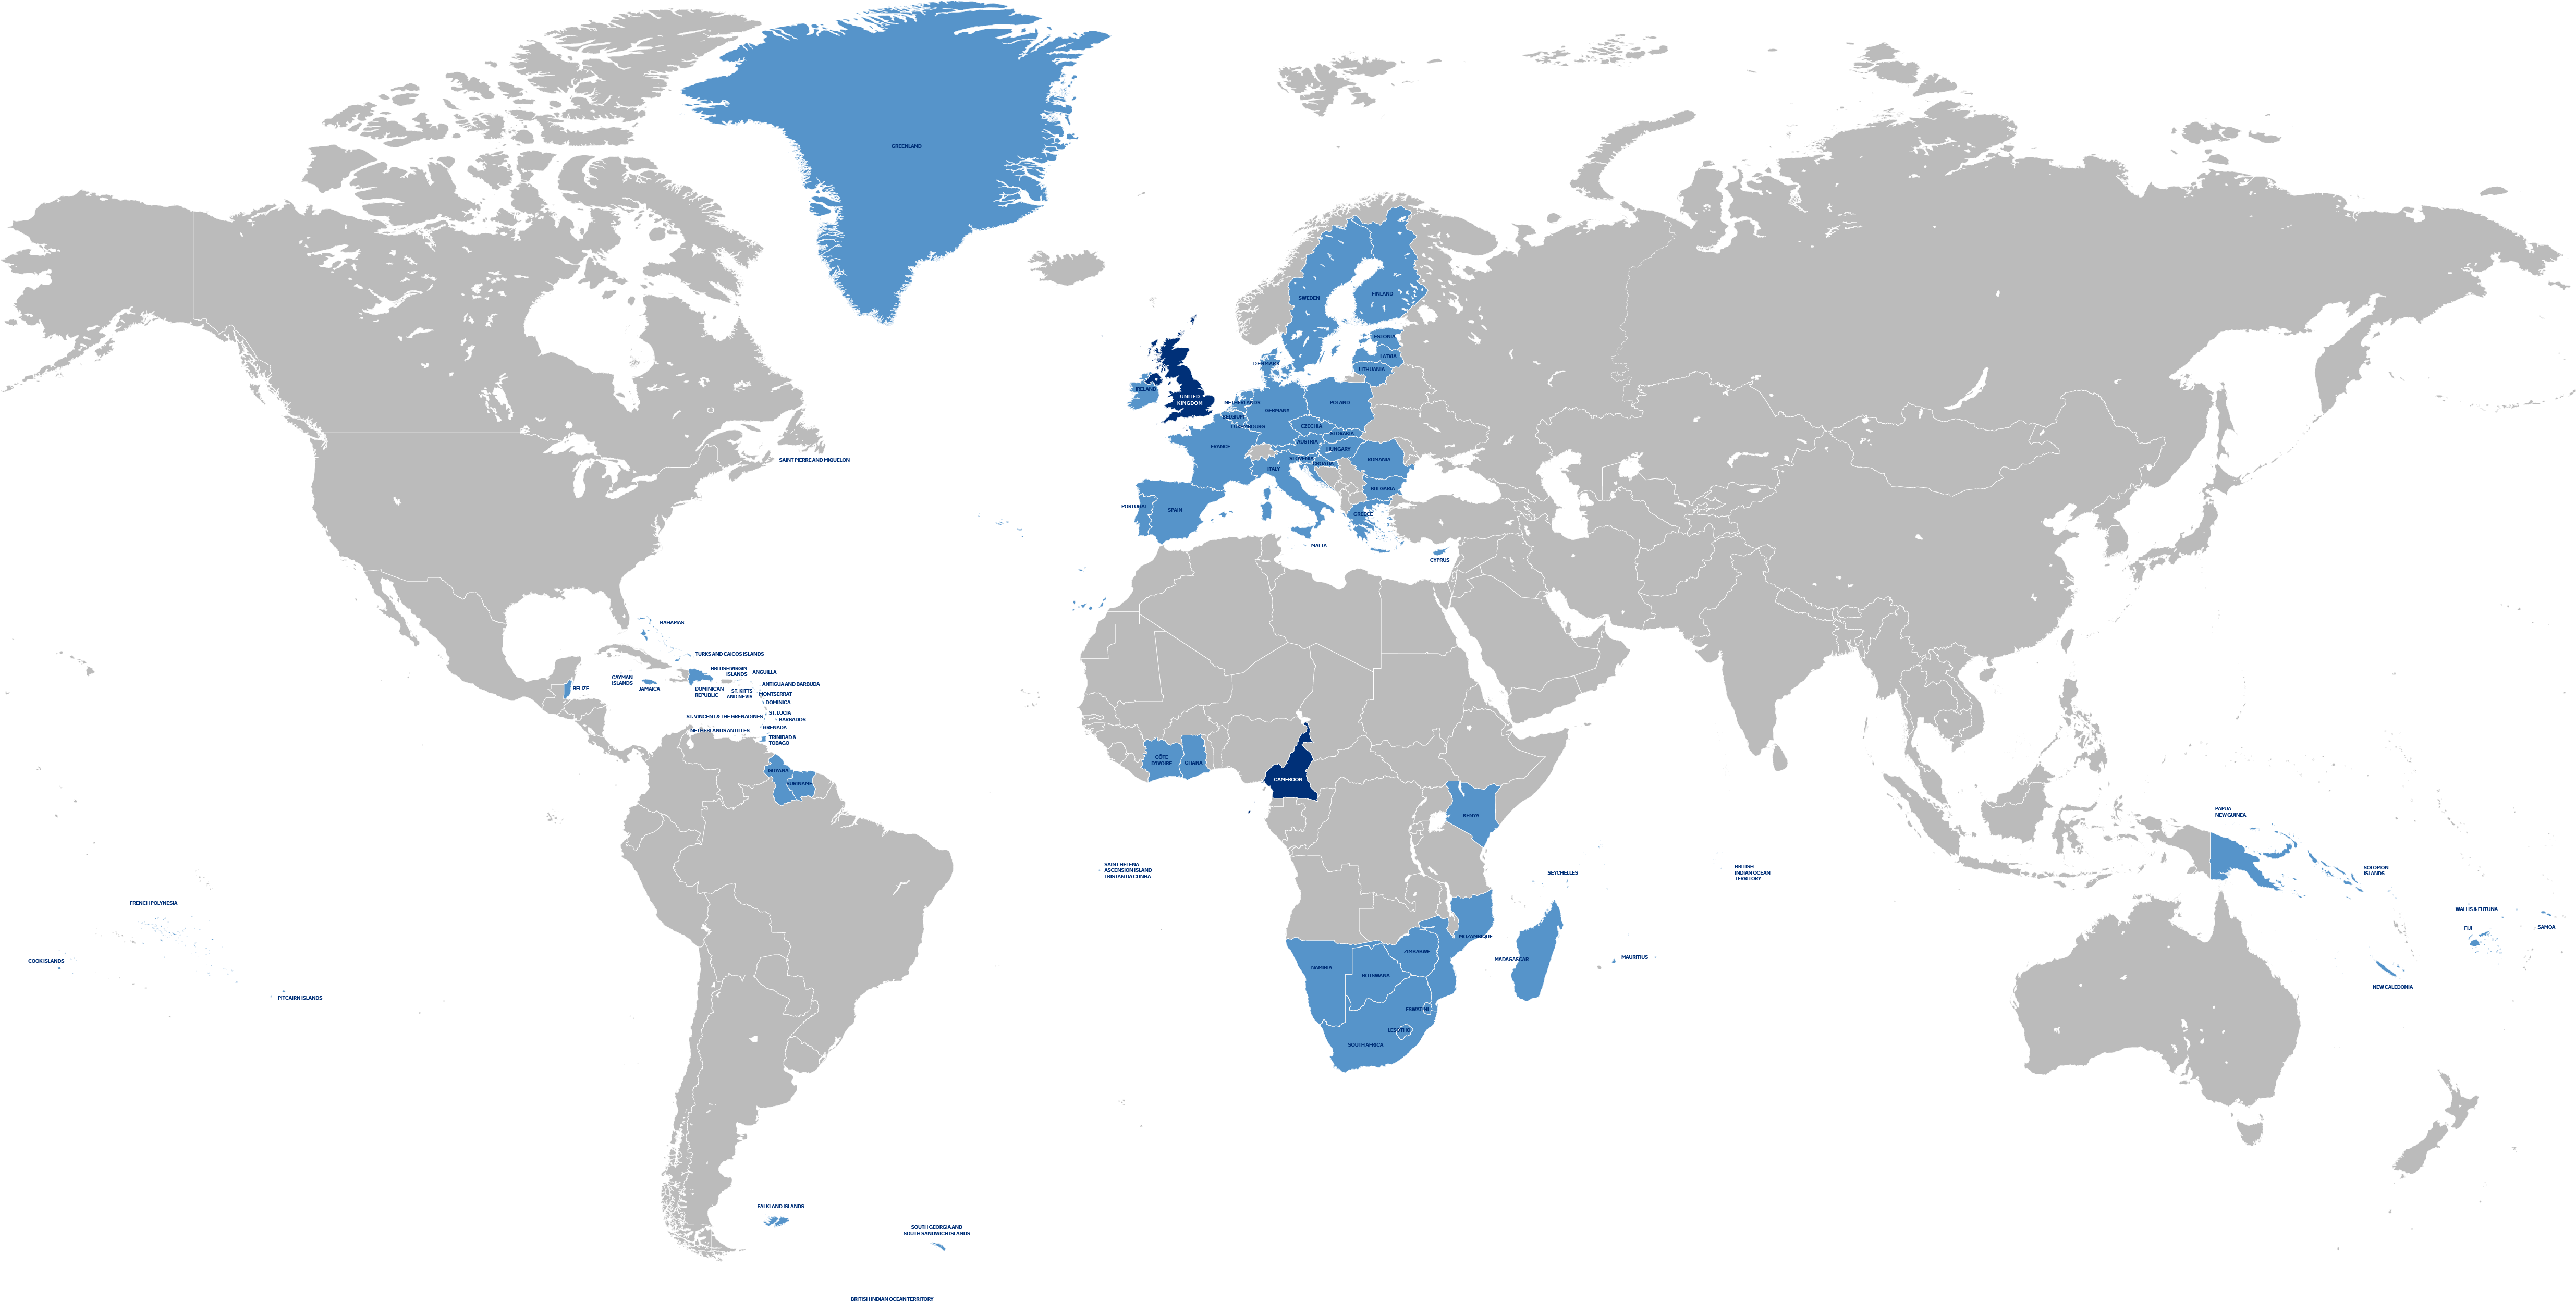 GREENLAND
SWEDEN
FINLAND
ESTONIA
LATVIA
LITHUANIA
DENMARK
IRELAND
UNITED
KINGDOM
NETHERLANDS
BELGIUM
LUXEMBOURG
GERMANY
POLAND
CZECHIA
SLOVAKIA
AUSTRIA
HUNGARY
FRANCE
SLOVENIA
CROATIA
ROMANIA
ITALY
BULGARIA
PORTUGAL
SPAIN
GREECE
MALTA
CYPRUS
SAINT PIERRE AND MIQUELON
BAHAMAS
TURKS AND CAICOS ISLANDS
BRITISH VIRGIN
ISLANDS
ANGUILLA
CAYMAN
ISLANDS
JAMAICA
BELIZE
DOMINICAN
REPUBLIC
ST. KITTS
AND NEVIS
ANTIGUA AND BARBUDA
MONTSERRAT
DOMINICA
ST. LUCIA
ST. VINCENT & THE GRENADINES
BARBADOS
GRENADA
NETHERLANDS ANTILLES
TRINIDAD &
TOBAGO
GUYANA
SURINAME
CÔTE
D'IVOIRE
GHANA
CAMEROON
KENYA
PAPUA
NEW GUINEA
SAINT HELENA
ASCENSION ISLAND
TRISTAN DA CUNHA
SEYCHELLES
BRITISH
INDIAN OCEAN
TERRITORY
SOLOMON
ISLANDS
FRENCH POLYNESIA
WALLIS & FUTUNA
FIJI
SAMOA
MOZAMBIQUE
ZIMBABWE
MADAGASCAR
MAURITIUS
COOK ISLANDS
NAMIBIA
BOTSWANA
NEW CALEDONIA
PITCAIRN ISLANDS
ESWATINI
LESOTHO
SOUTH AFRICA
FALKLAND ISLANDS
SOUTH GEORGIA AND
SOUTH SANDWICH ISLANDS
BRITISH INDIAN OCEAN TERRITORY